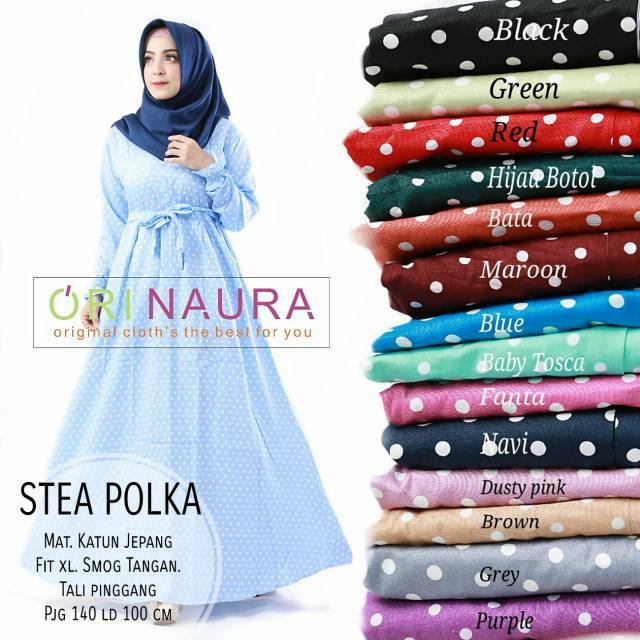 ORI NAURA
original cloth's the best for you
STEA POLKA
MAT. KATUN JEPANG
FIT XL. SMOG TANGAN.
TALI PINGGANG
PJG 140 LD 100 CM
Black
Green
Red
Hijau Botol
Bata
Maroon
Blue
Baby Tosca
Fanta
Navi
Dusty pink
Brown
Grey
Purple